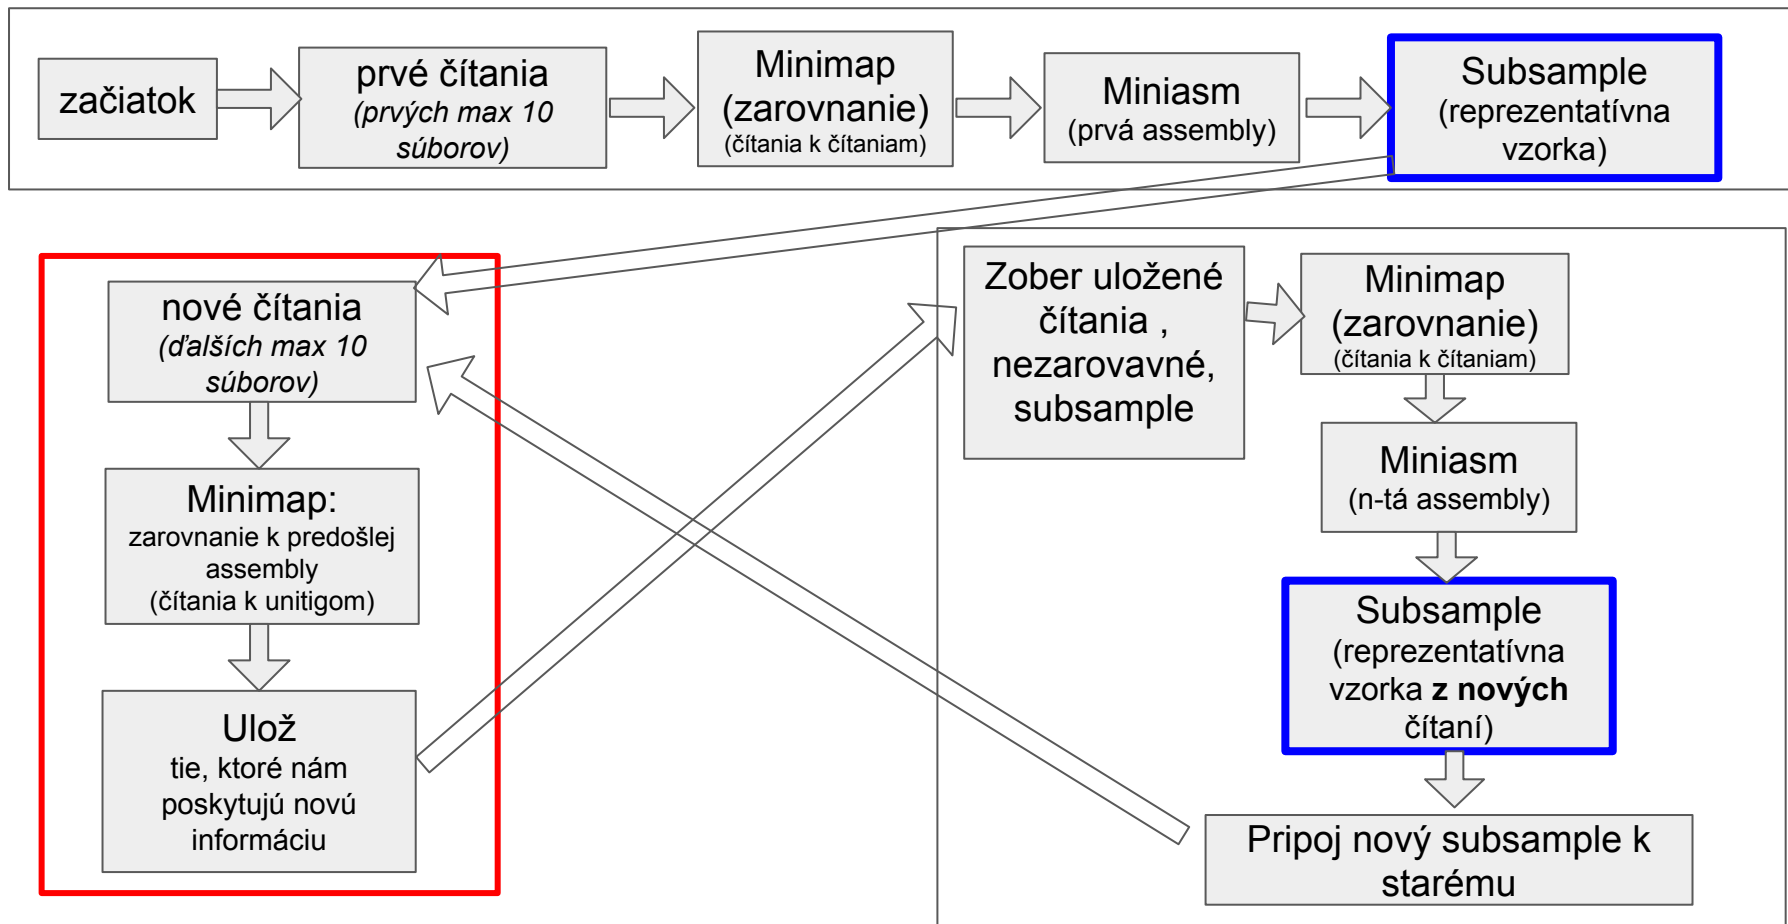 začiatok
prvé čítania
(prvých max 10
súborov)
Minimap
(zarovnanie)
(čítania k čítaniam)
Miniasm
(prvá assembly)
Subsample
(reprezentatívna
vzorka)
nové čítania
(ďalších max 10
súborov)
Minimap:
zarovnanie k predošlej
assembly
(čítania k unitigom)
Ulož
tie, ktoré nám
poskytujú novú
informáciu
Zober uložené
čítania ,
nezarovavné,
subsample
Minimap
(zarovnanie)
(čítania k čítaniam)
Miniasm
(n-tá assembly)
Subsample
(reprezentatívna
vzorka z nových
čítaní)
Pripoj nový subsample k
starému